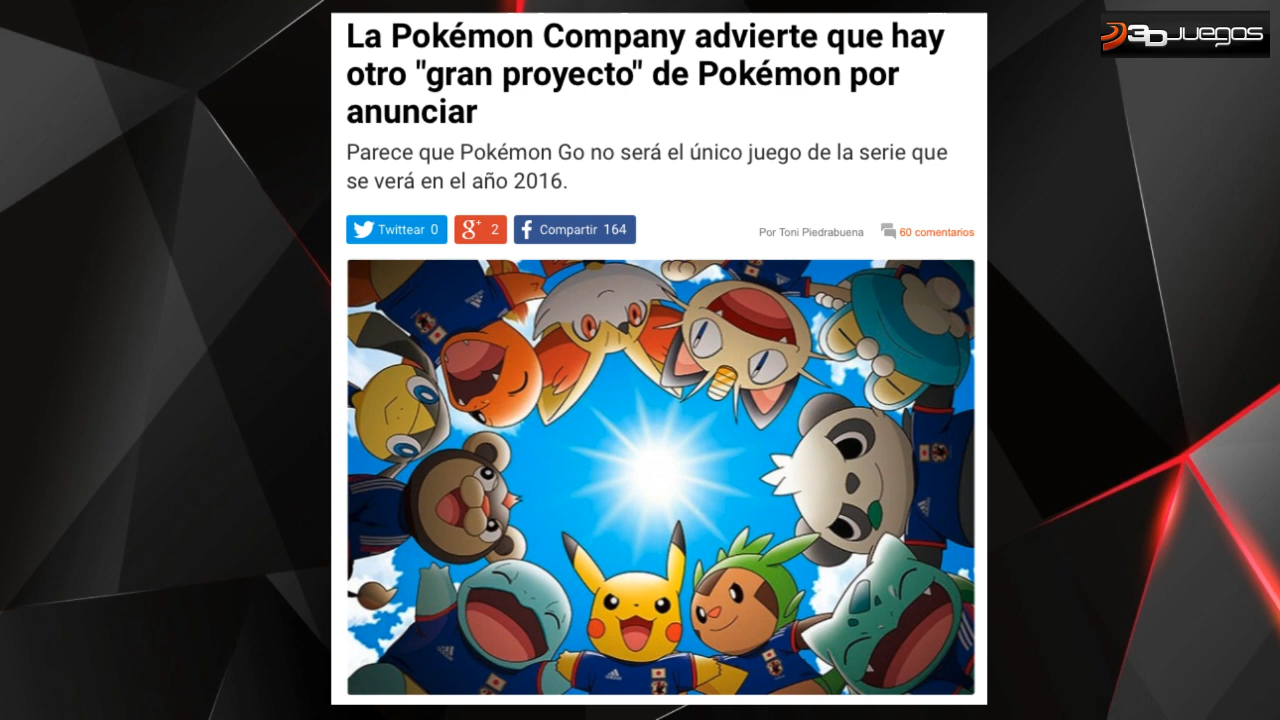 3DJuegos
La Pokémon Company advierte que hay
otro "gran proyecto" de Pokémon por
anunciar
Parece que Pokémon Go no será el único juego de la serie que
se verá en el año 2016.
Twittear 0 g+ 2 Compartir 164 Por Toni Piedrabuena 60 comentarios